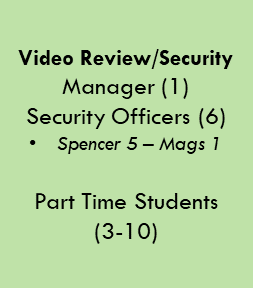 Video Review/Security
Manager (1)
Security Officers (6)
• Spencer 5 – Mags 1
Part Time Students
(3-10)